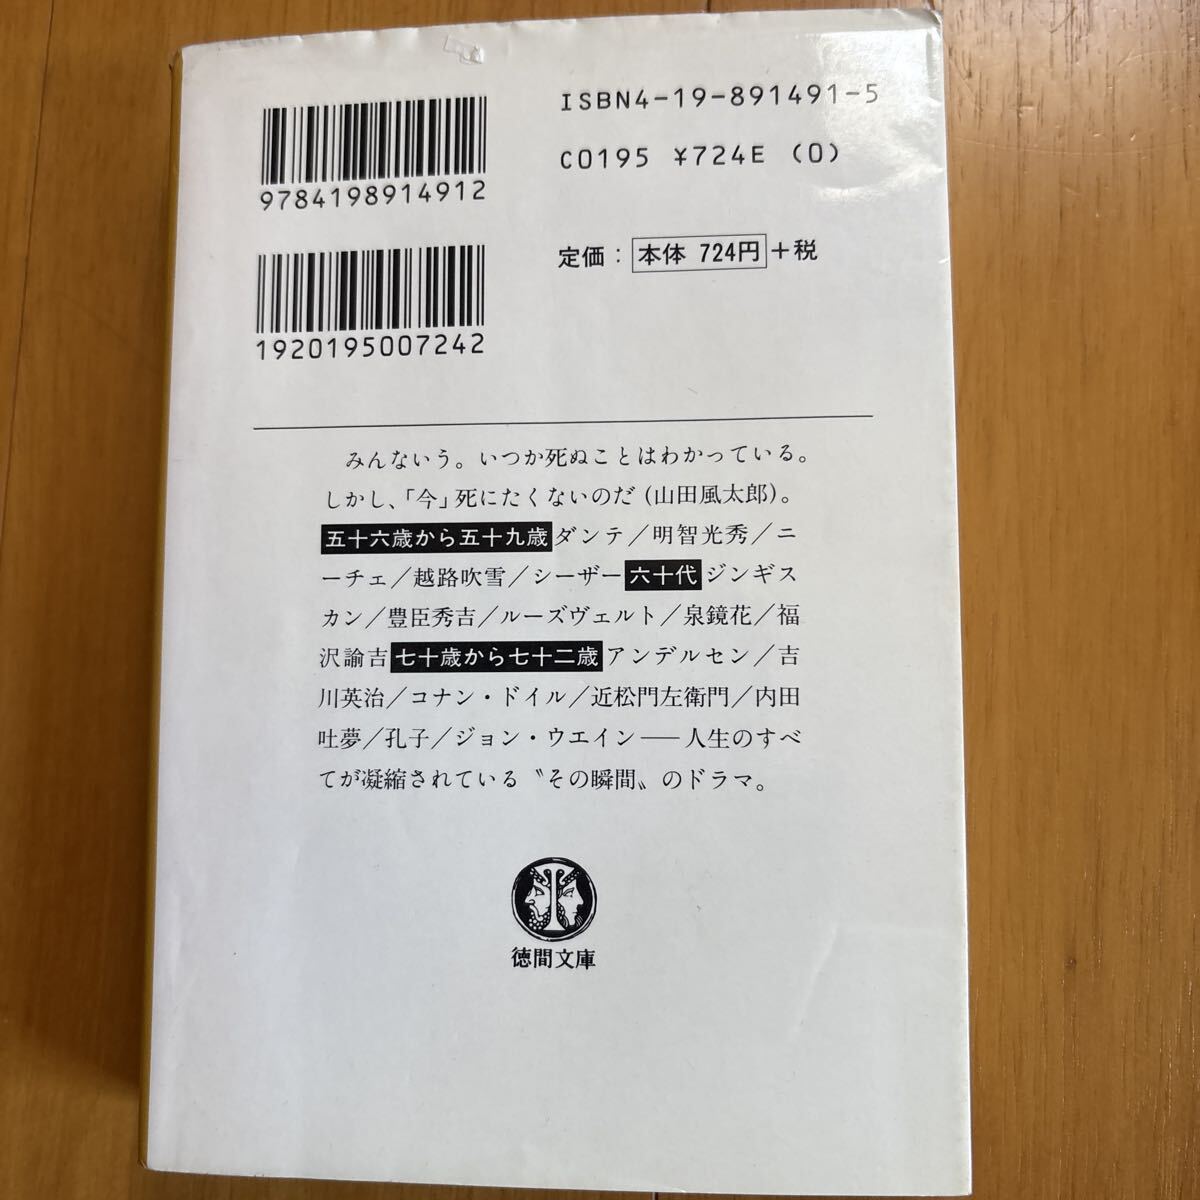 ISBN4-19-891491-5
C0195 ¥724E (0)
9784198914912
定価：本体 724円＋税
1920195007242
みんないう。いつか死ぬことはわかっている。
しかし、「今」死にたくないのだ（山田風太郎）。
五十六歳から五十九歳ダンテ／明智光秀／ニ
ーチェ／越路吹雪／シーザー六十代ジンギス
カン／豊臣秀吉／ルーズヴェルト／泉鏡花／福
沢諭吉七十歳から七十二歳アンデルセン／吉
川英治／コナン・ドイル／近松門左衛門／内田
吐夢／孔子／ジョン・ウエイン──人生のすべ
てが凝縮されている〝その瞬間〟のドラマ。
徳間文庫